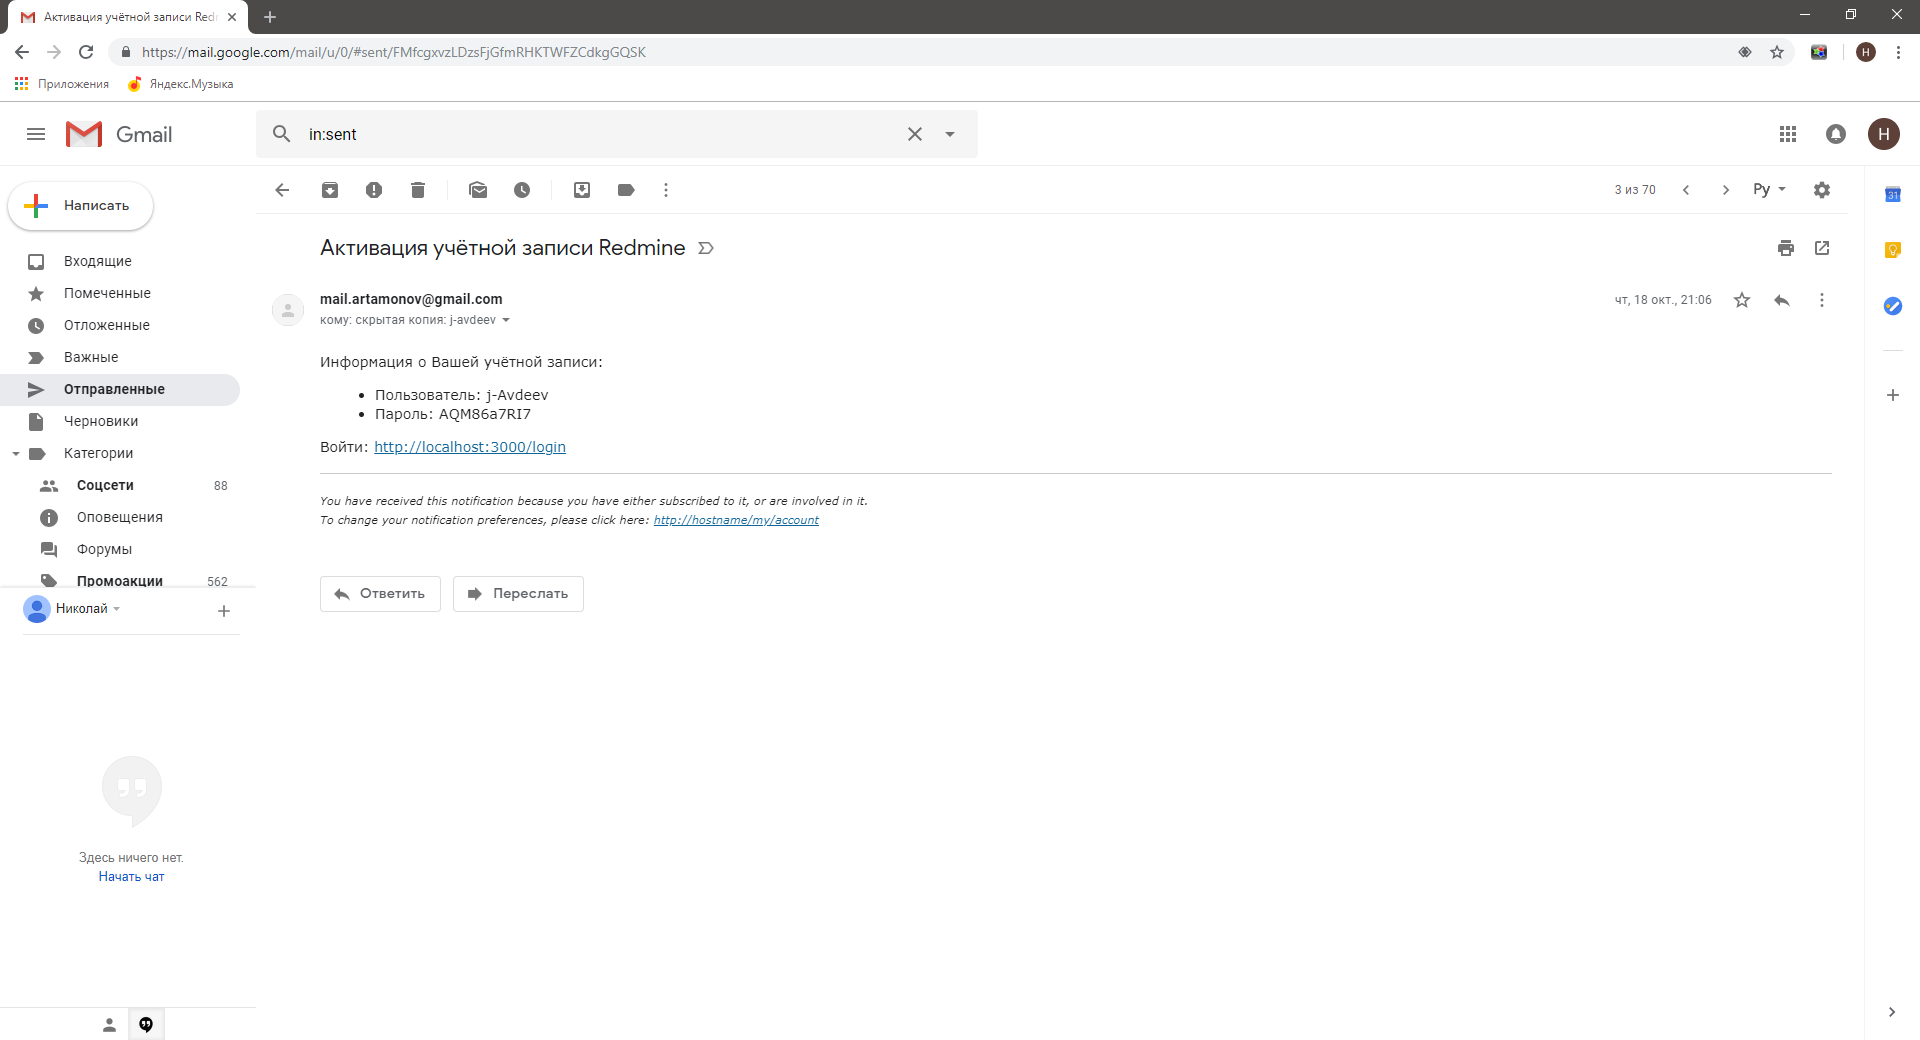 Активация учётной записи Redm
https://mail.google.com/mail/u/0/#sent/FMfcgxvzLDzsFjGfmRHKTWFZCdkgGQSK
H
Приложения
Яндекс.Музыка
Gmail
in:sent
H
Написать
3 из 70
Ру
31
Активация учётной записи Redmine
mail.artamonov@gmail.com
чт, 18 окт., 21:06
кому: скрытая копия: j-avdeev
Информация о Вашей учётной записи:
Пользователь: j-Avdeev
Пароль: AQM86a7RI7
Войти: http://localhost:3000/login
You have received this notification because you have either subscribed to it, or are involved in it.
To change your notification preferences, please click here: http://hostname/my/account
Ответить
Переслать
Входящие
Помеченные
Отложенные
Важные
Отправленные
Черновики
Категории
Соцсети 88
Оповещения
Форумы
Промоакции 562
Николай
Здесь ничего нет.
Начать чат